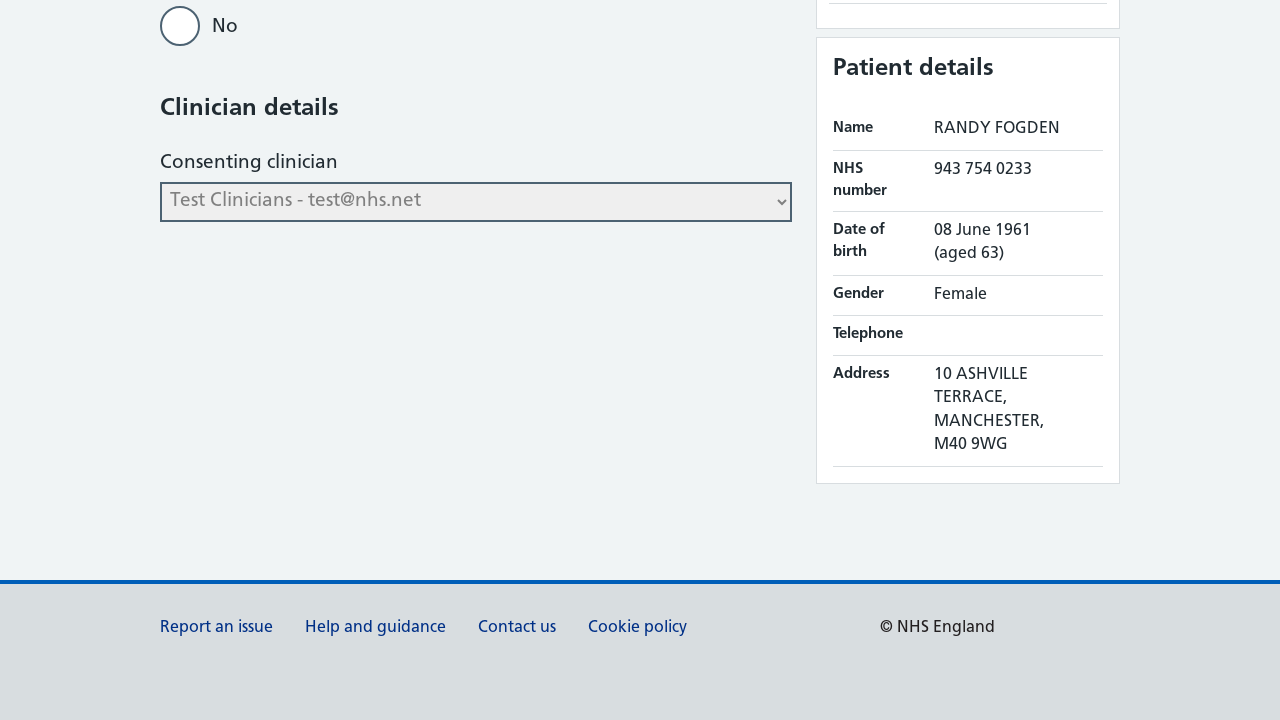 No
Clinician details
Consenting clinician
Test Clinicians - test@nhs.net
Patient details
Name RANDY FOGDEN
NHS number 943 754 0233
Date of birth 08 June 1961 (aged 63)
Gender Female
Telephone
Address 10 ASHVILLE
TERRACE,
MANCHESTER,
M40 9WG
Report an issue Help and guidance Contact us Cookie policy © NHS England